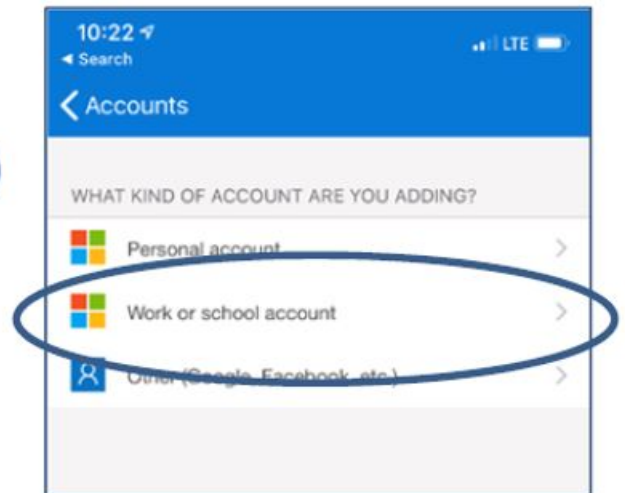 10:22
LTE
Search
Accounts
WHAT KIND OF ACCOUNT ARE YOU ADDING?
Personal account
Work or school account
Other (Google, Facebook, etc.)